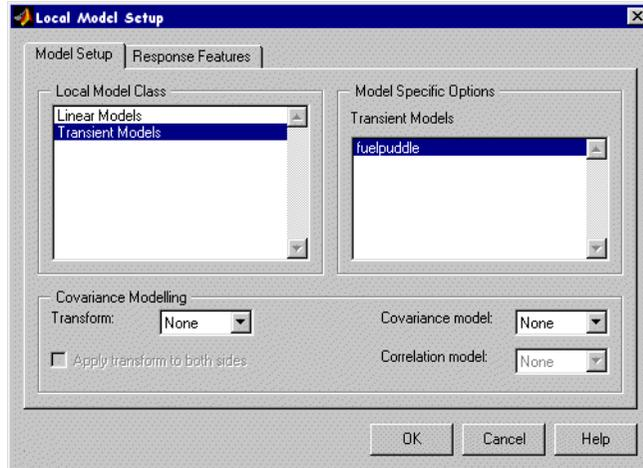 Local Model Setup
Model Setup
Response Features
Local Model Class
Linear Models
Transient Models
Model Specific Options
Transient Models
fuelpuddle
Covariance Modelling
Transform: None
Covariance model: None
Apply transform to both sides
Correlation model: None
OK Cancel Help